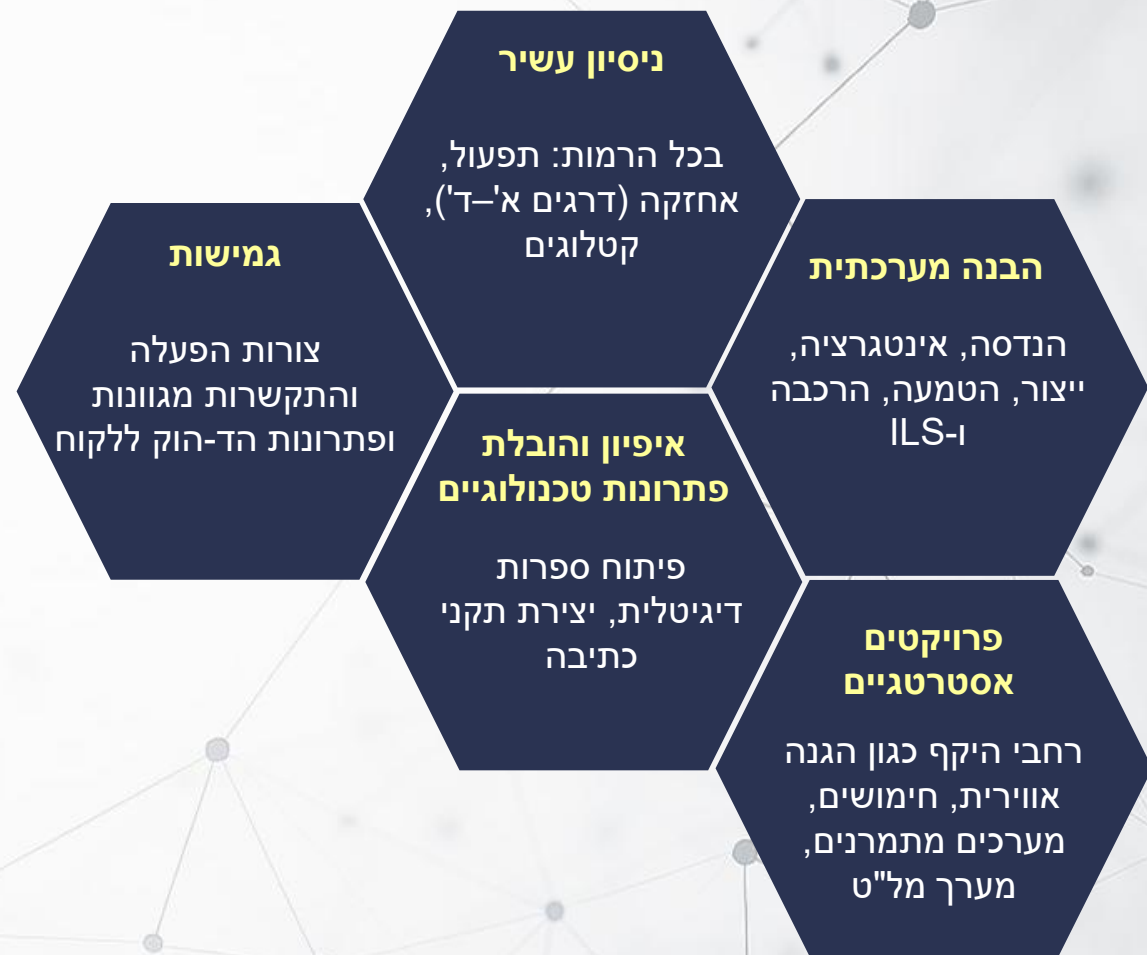 ניסיון עשיר
בכל הרמות: תפעול,
אחזקה (דרגים א'–ד'),
קטלוגים
הבנה מערכתית
הנדסה, אינטגרציה,
ייצור, הטמעה, הרכבה
ו-ILS
גמישות
צורות הפעלה
והתקשרות מגוונות
ופתרונות הד-הוק ללקוח
איפיון והובלת
פתרונות טכנולוגיים
פיתוח ספרות
דיגיטלית, יצירת תקני
כתיבה
פרויקטים
אסטרטגיים
רחבי היקף כגון הגנה
אווירית, חימושים,
מערכים מתמרנים,
מערך מל"ט